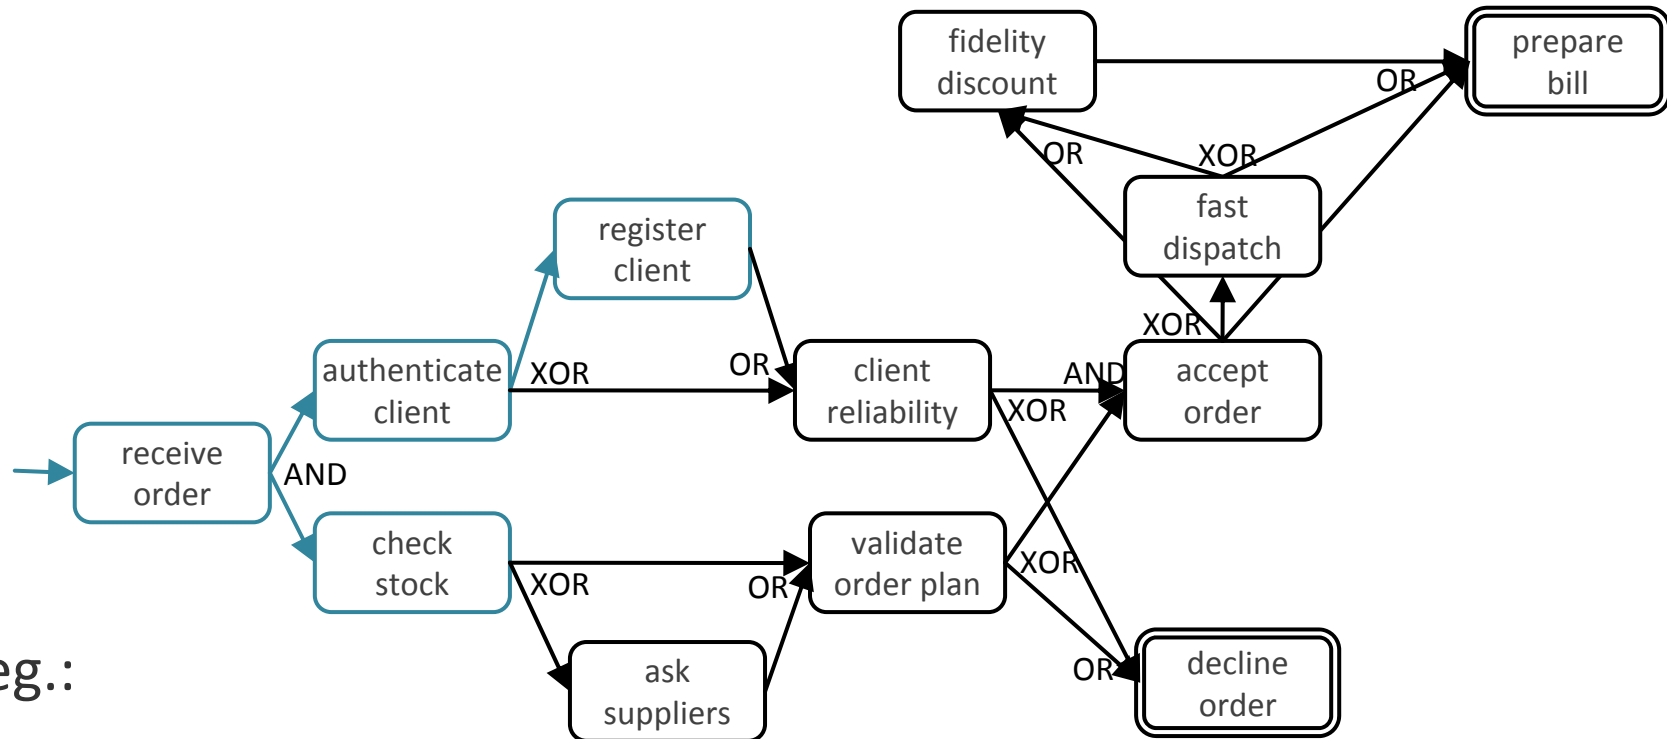 fidelity
discount
prepare
bill
OR
OR
XOR
fast
dispatch
register
client
XOR
authenticate
client
XOR
OR
client
reliability
AND
XOR
accept
order
receive
order
AND
check
stock
XOR
OR
validate
order plan
XOR
eg.:
ask
suppliers
OR
decline
order